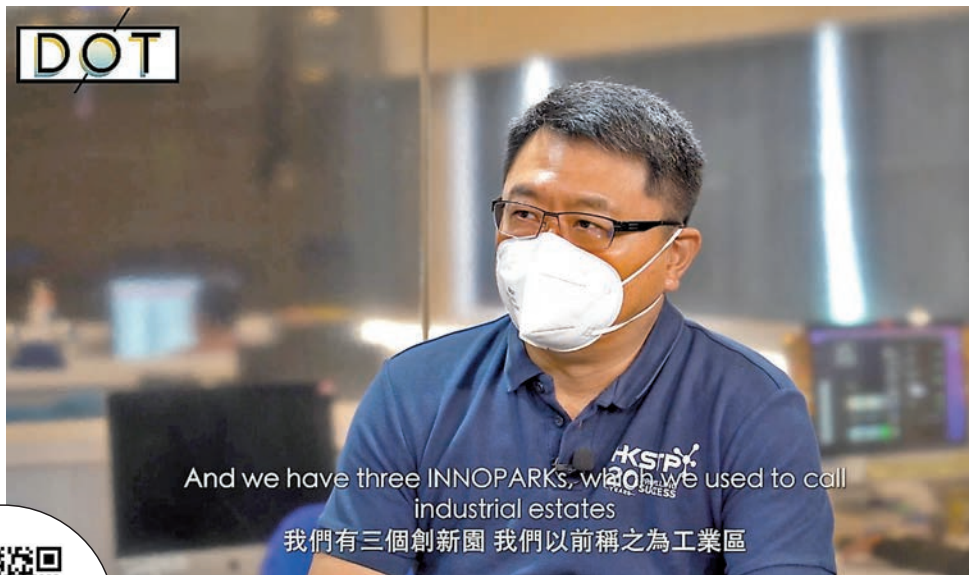 DOT
HKSTP
20
And we have three INNOPARKs, which we used to call
industrial estates
我們有三個創新園 我們以前稱之為工業區